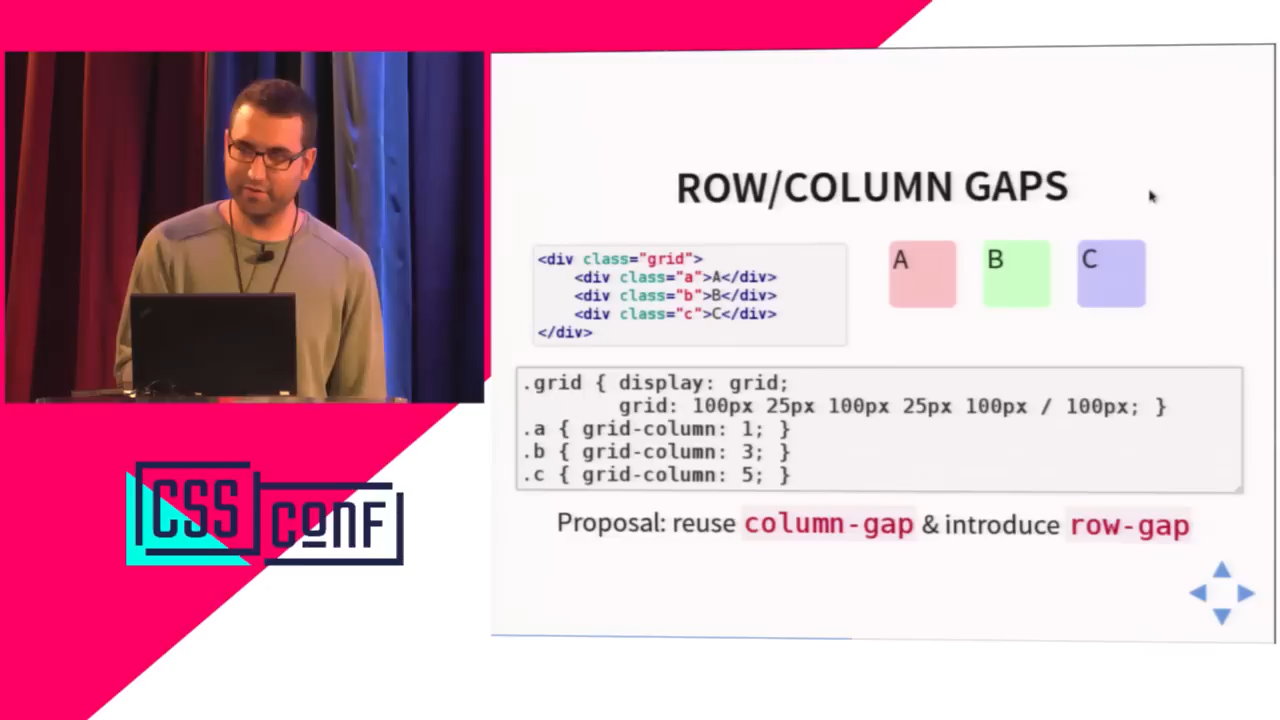 ROW/COLUMN GAPS
<div class="grid">
<div class="a">A</div>
<div class="b">B</div>
<div class="c">C</div>
</div>
A B C
.grid { display: grid;
grid: 100px 25px 100px 25px 100px / 100px; }
.a { grid-column: 1; }
.b { grid-column: 3; }
.c { grid-column: 5; }
Proposal: reuse column-gap & introduce row-gap
CSS
CONF